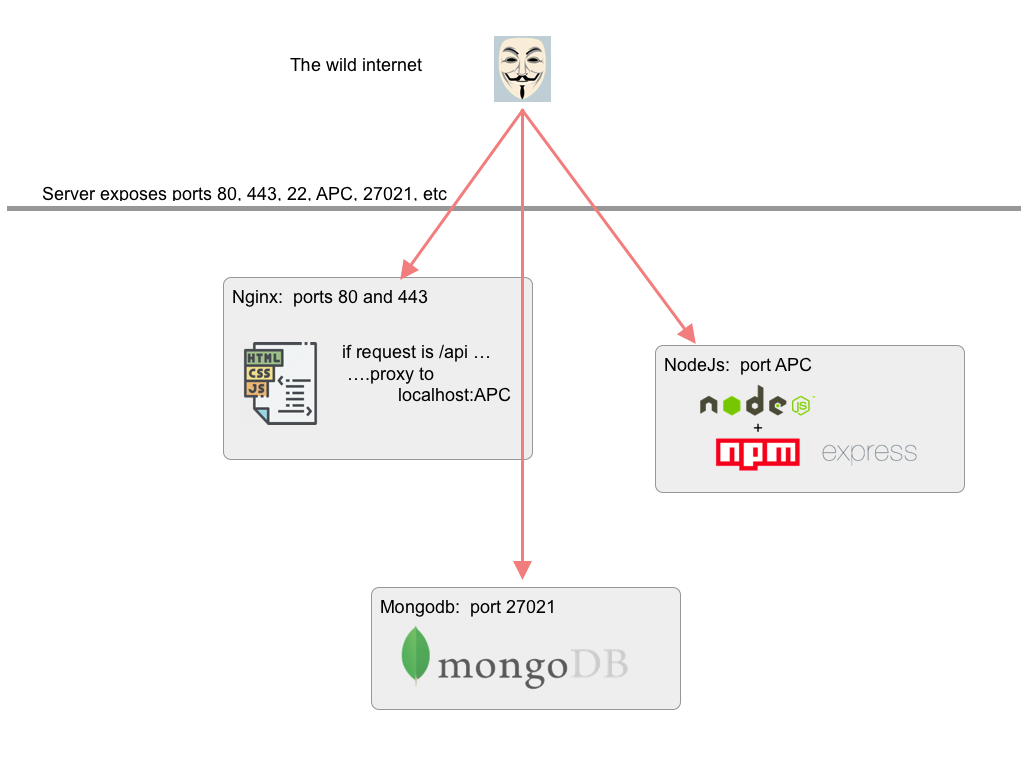 The wild internet
Server exposes ports 80, 443, 22, APC, 27021, etc
Nginx:  ports 80 and 443
HTML
CSS
JS
if request is /api …
….proxy to
localhost:APC
NodeJs:  port APC
node
JS
+
npm
express
Mongodb:  port 27021
mongoDB